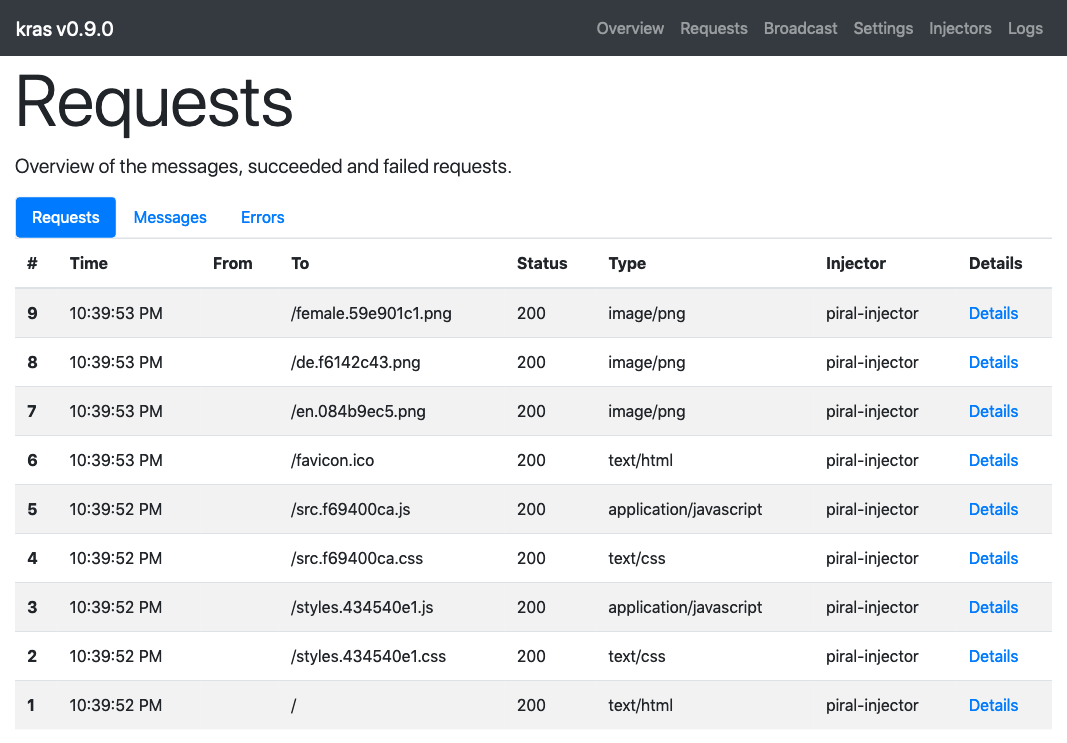 kras v0.9.0 Overview Requests Broadcast Settings Injectors Logs
Requests
Overview of the messages, succeeded and failed requests.
Requests Messages Errors
# Time From To Status Type Injector Details
9 10:39:53 PM /female.59e901c1.png 200 image/png piral-injector Details
8 10:39:53 PM /de.f6142c43.png 200 image/png piral-injector Details
7 10:39:53 PM /en.084b9ec5.png 200 image/png piral-injector Details
6 10:39:53 PM /favicon.ico 200 text/html piral-injector Details
5 10:39:52 PM /src.f69400ca.js 200 application/javascript piral-injector Details
4 10:39:52 PM /src.f69400ca.css 200 text/css piral-injector Details
3 10:39:52 PM /styles.434540e1.js 200 application/javascript piral-injector Details
2 10:39:52 PM /styles.434540e1.css 200 text/css piral-injector Details
1 10:39:52 PM / 200 text/html piral-injector Details